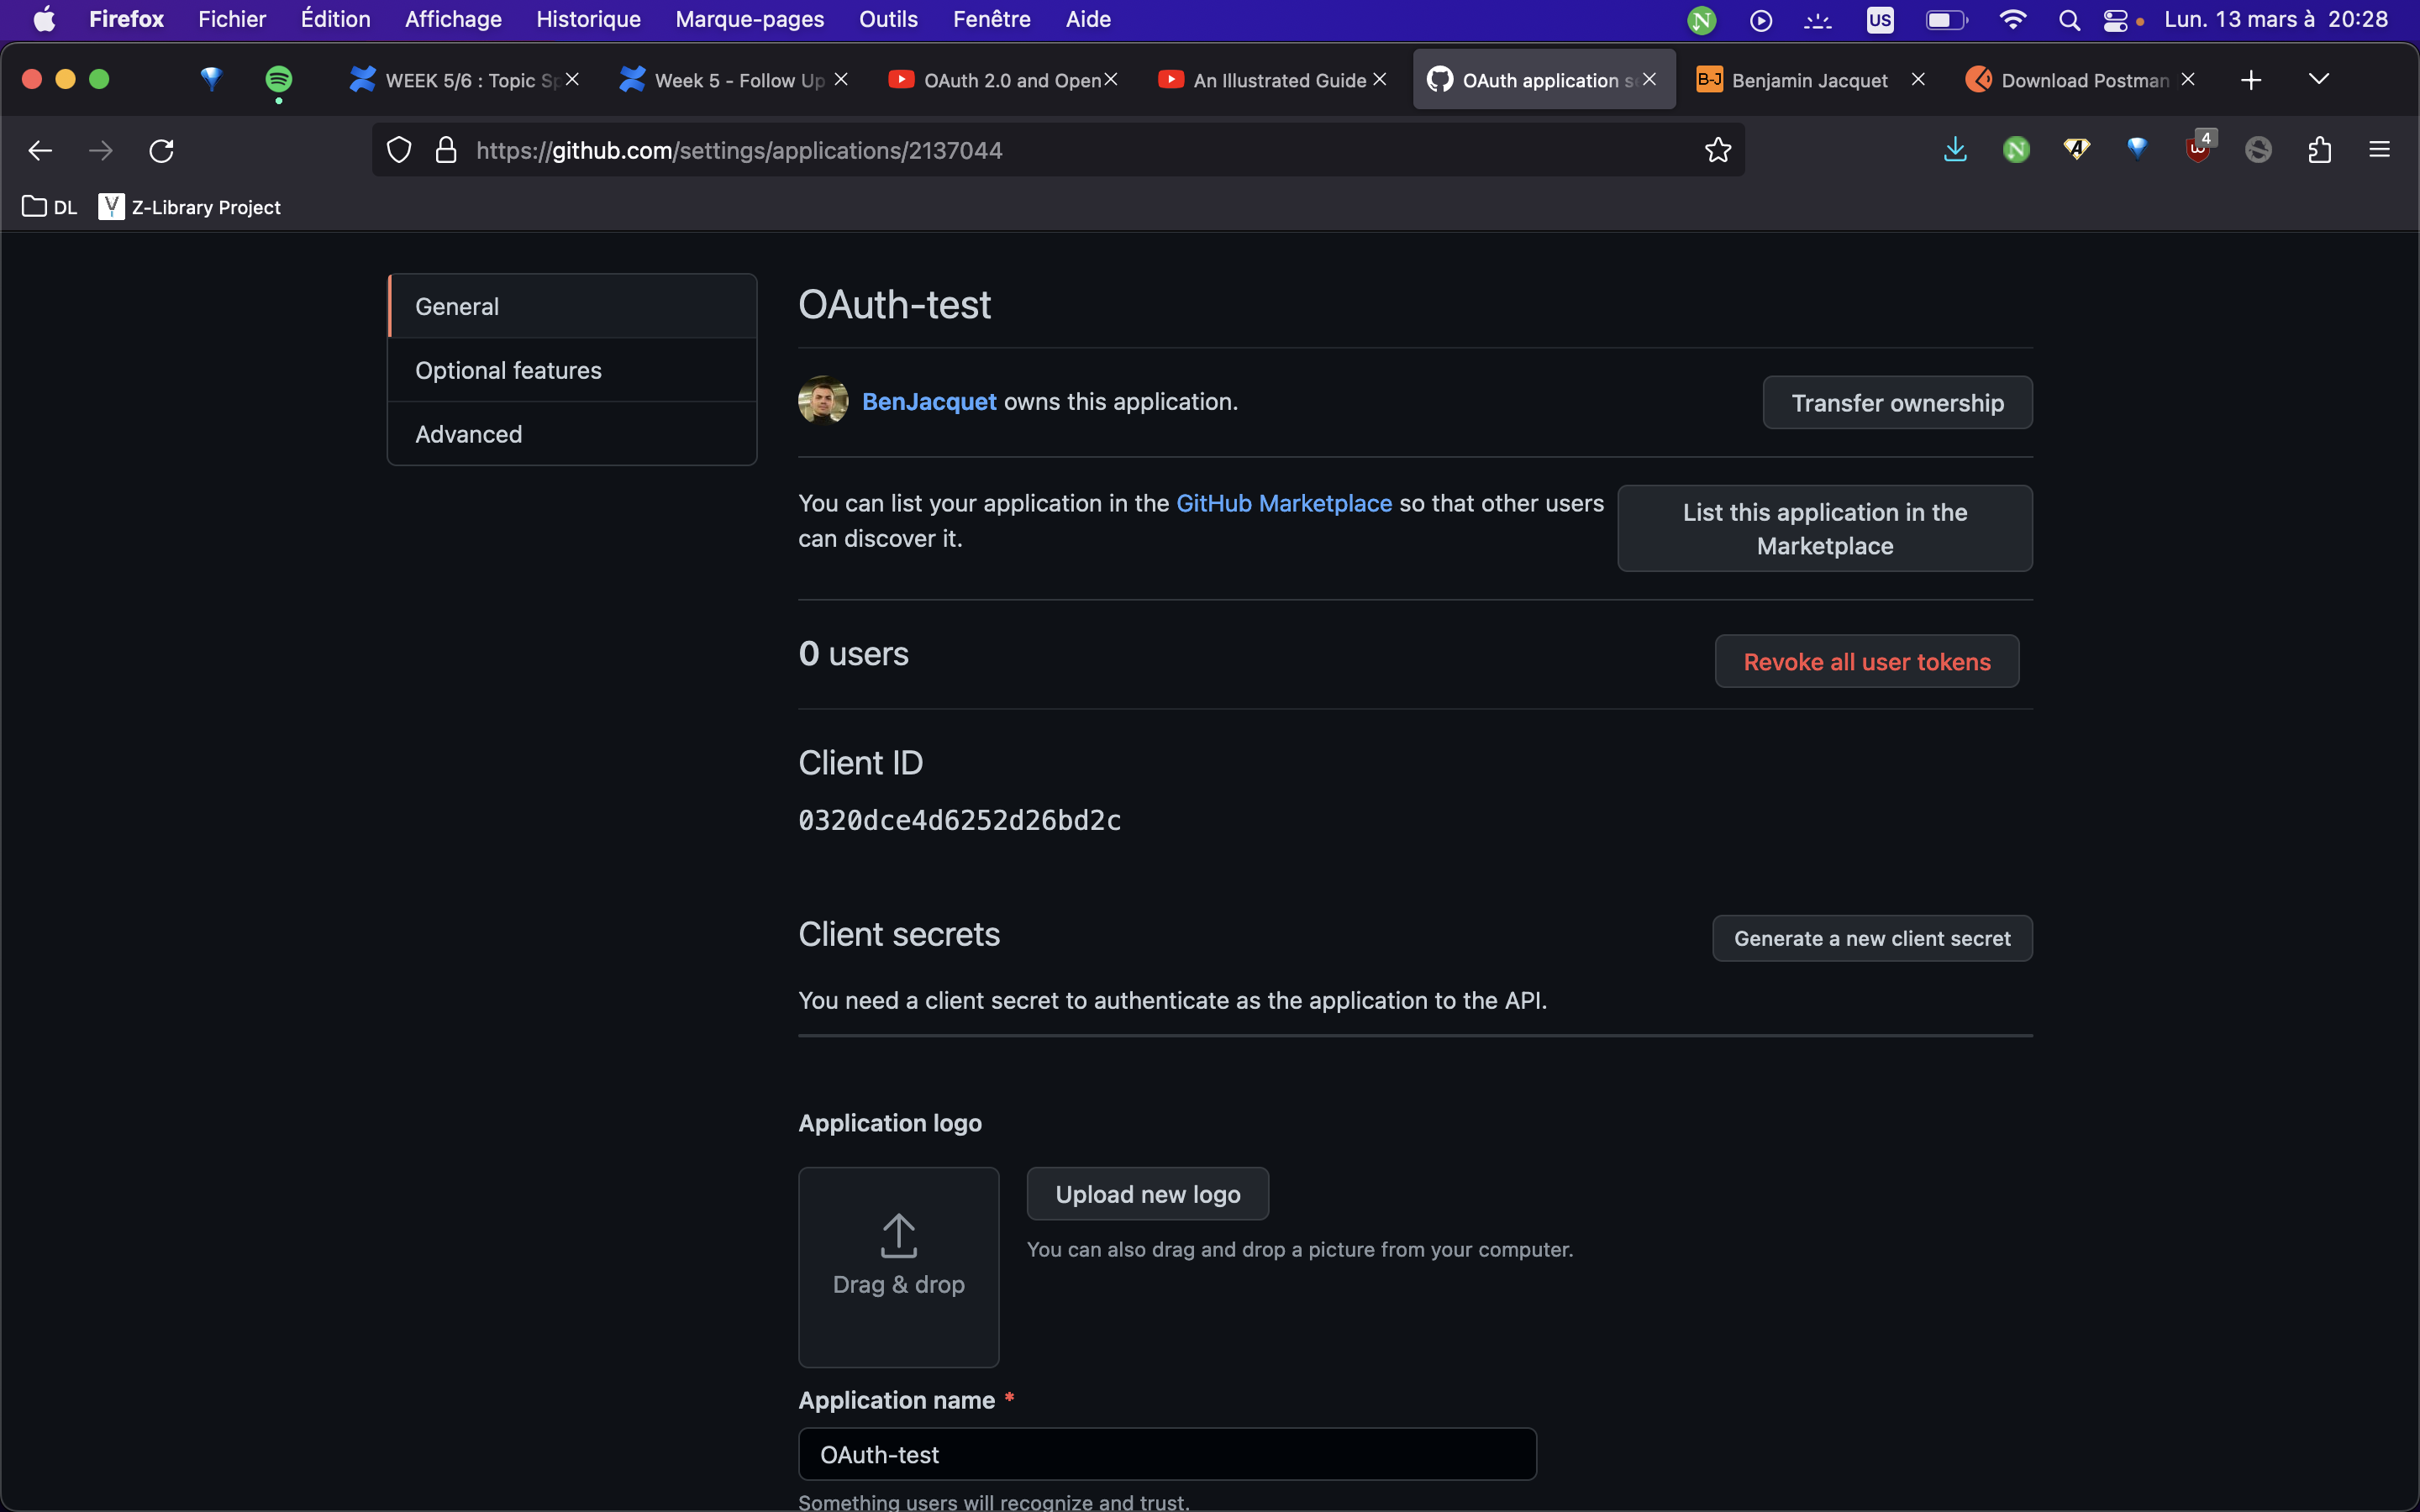 Firefox Fichier Édition Affichage Historique Marque-pages Outils Fenêtre Aide N US Lun. 13 mars à 20:28
WEEK 5/6 : Topic Sp Week 5 - Follow Up OAuth 2.0 and Open An Illustrated Guide OAuth application s B-J Benjamin Jacquet Download Postman
https://github.com/settings/applications/2137044 N A 4
DL Z-Library Project
General
Optional features
Advanced
OAuth-test
BenJacquet owns this application.
Transfer ownership
You can list your application in the GitHub Marketplace so that other users
can discover it.
List this application in the
Marketplace
0 users
Revoke all user tokens
Client ID
0320dce4d6252d26bd2c
Client secrets
Generate a new client secret
You need a client secret to authenticate as the application to the API.
Application logo
Drag & drop
Upload new logo
You can also drag and drop a picture from your computer.
Application name *
OAuth-test
Something users will recognize and trust.